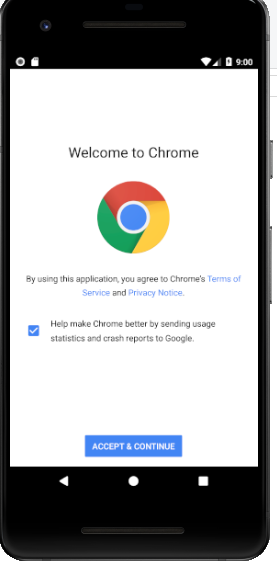 9:00
Welcome to Chrome
By using this application, you agree to Chrome's Terms of
Service and Privacy Notice.
Help make Chrome better by sending usage
statistics and crash reports to Google.
ACCEPT & CONTINUE